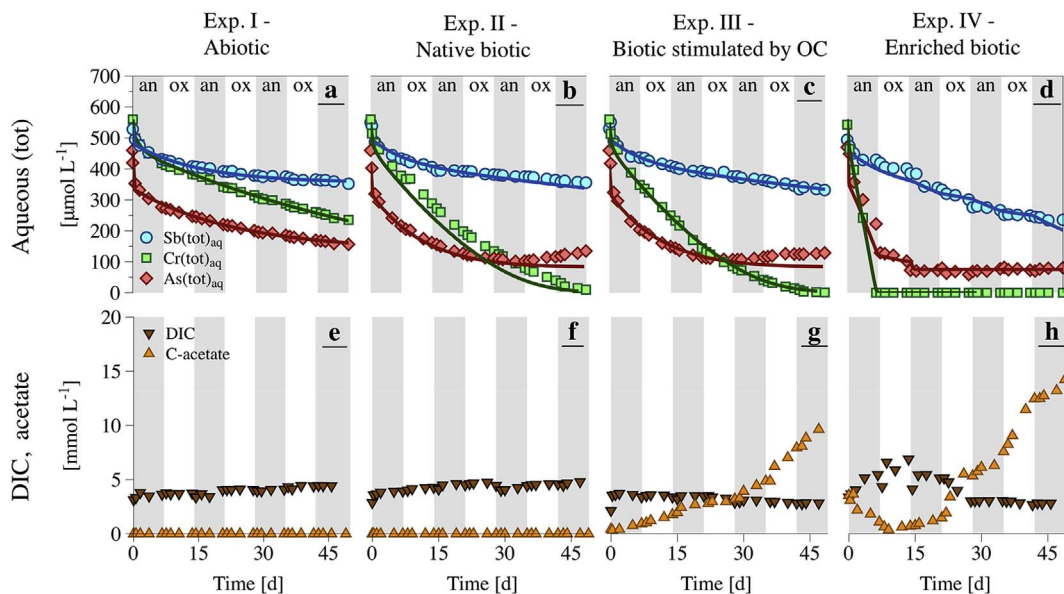 Exp. I -
Abiotic
Exp. II -
Native biotic
Exp. III -
Biotic stimulated by OC
Exp. IV -
Enriched biotic
Aqueous (tot)
[µmol L⁻¹]
700
600
500
400
300
200
100
0
an ox an ox an ox a
an ox an ox an ox b
an ox an ox an ox c
an ox an ox an ox d
Sb(tot)aq
Cr(tot)aq
As(tot)aq
DIC, acetate
[mmol L⁻¹]
20
15
10
5
0
DIC
C-acetate
e
f
g
h
0 15 30 45
0 15 30 45
0 15 30 45
0 15 30 45
Time [d]
Time [d]
Time [d]
Time [d]